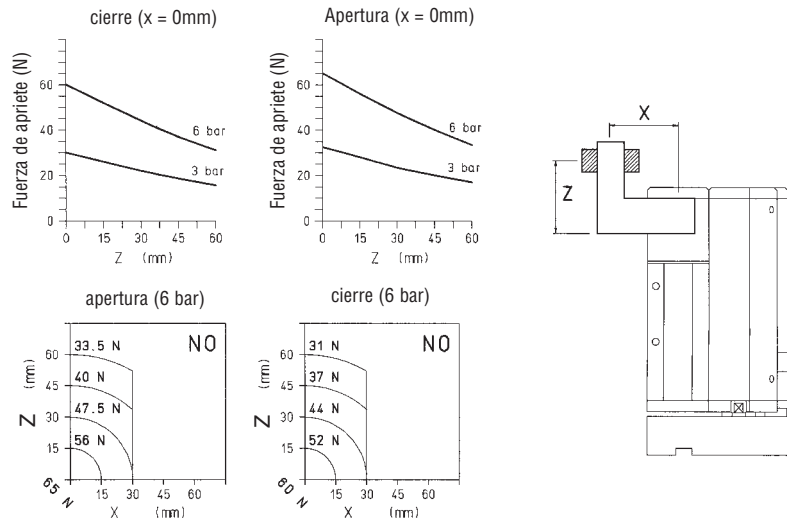 cierre (x = 0mm)
Fuerza de apriete (N)
80
60
40
20
0
6 bar
3 bar
0 15 30 45 60
Z (mm)
Apertura (x = 0mm)
Fuerza de apriete (N)
80
60
40
20
0
6 bar
3 bar
0 15 30 45 60
Z (mm)
X
Z
apertura (6 bar)
NO
Z (mm)
60
45
30
15
33.5 N
40 N
47.5 N
56 N
65 N
15 30 45 60
X (mm)
cierre (6 bar)
NO
Z (mm)
60
45
30
15
31 N
37 N
44 N
52 N
60 N
15 30 45 60
X (mm)